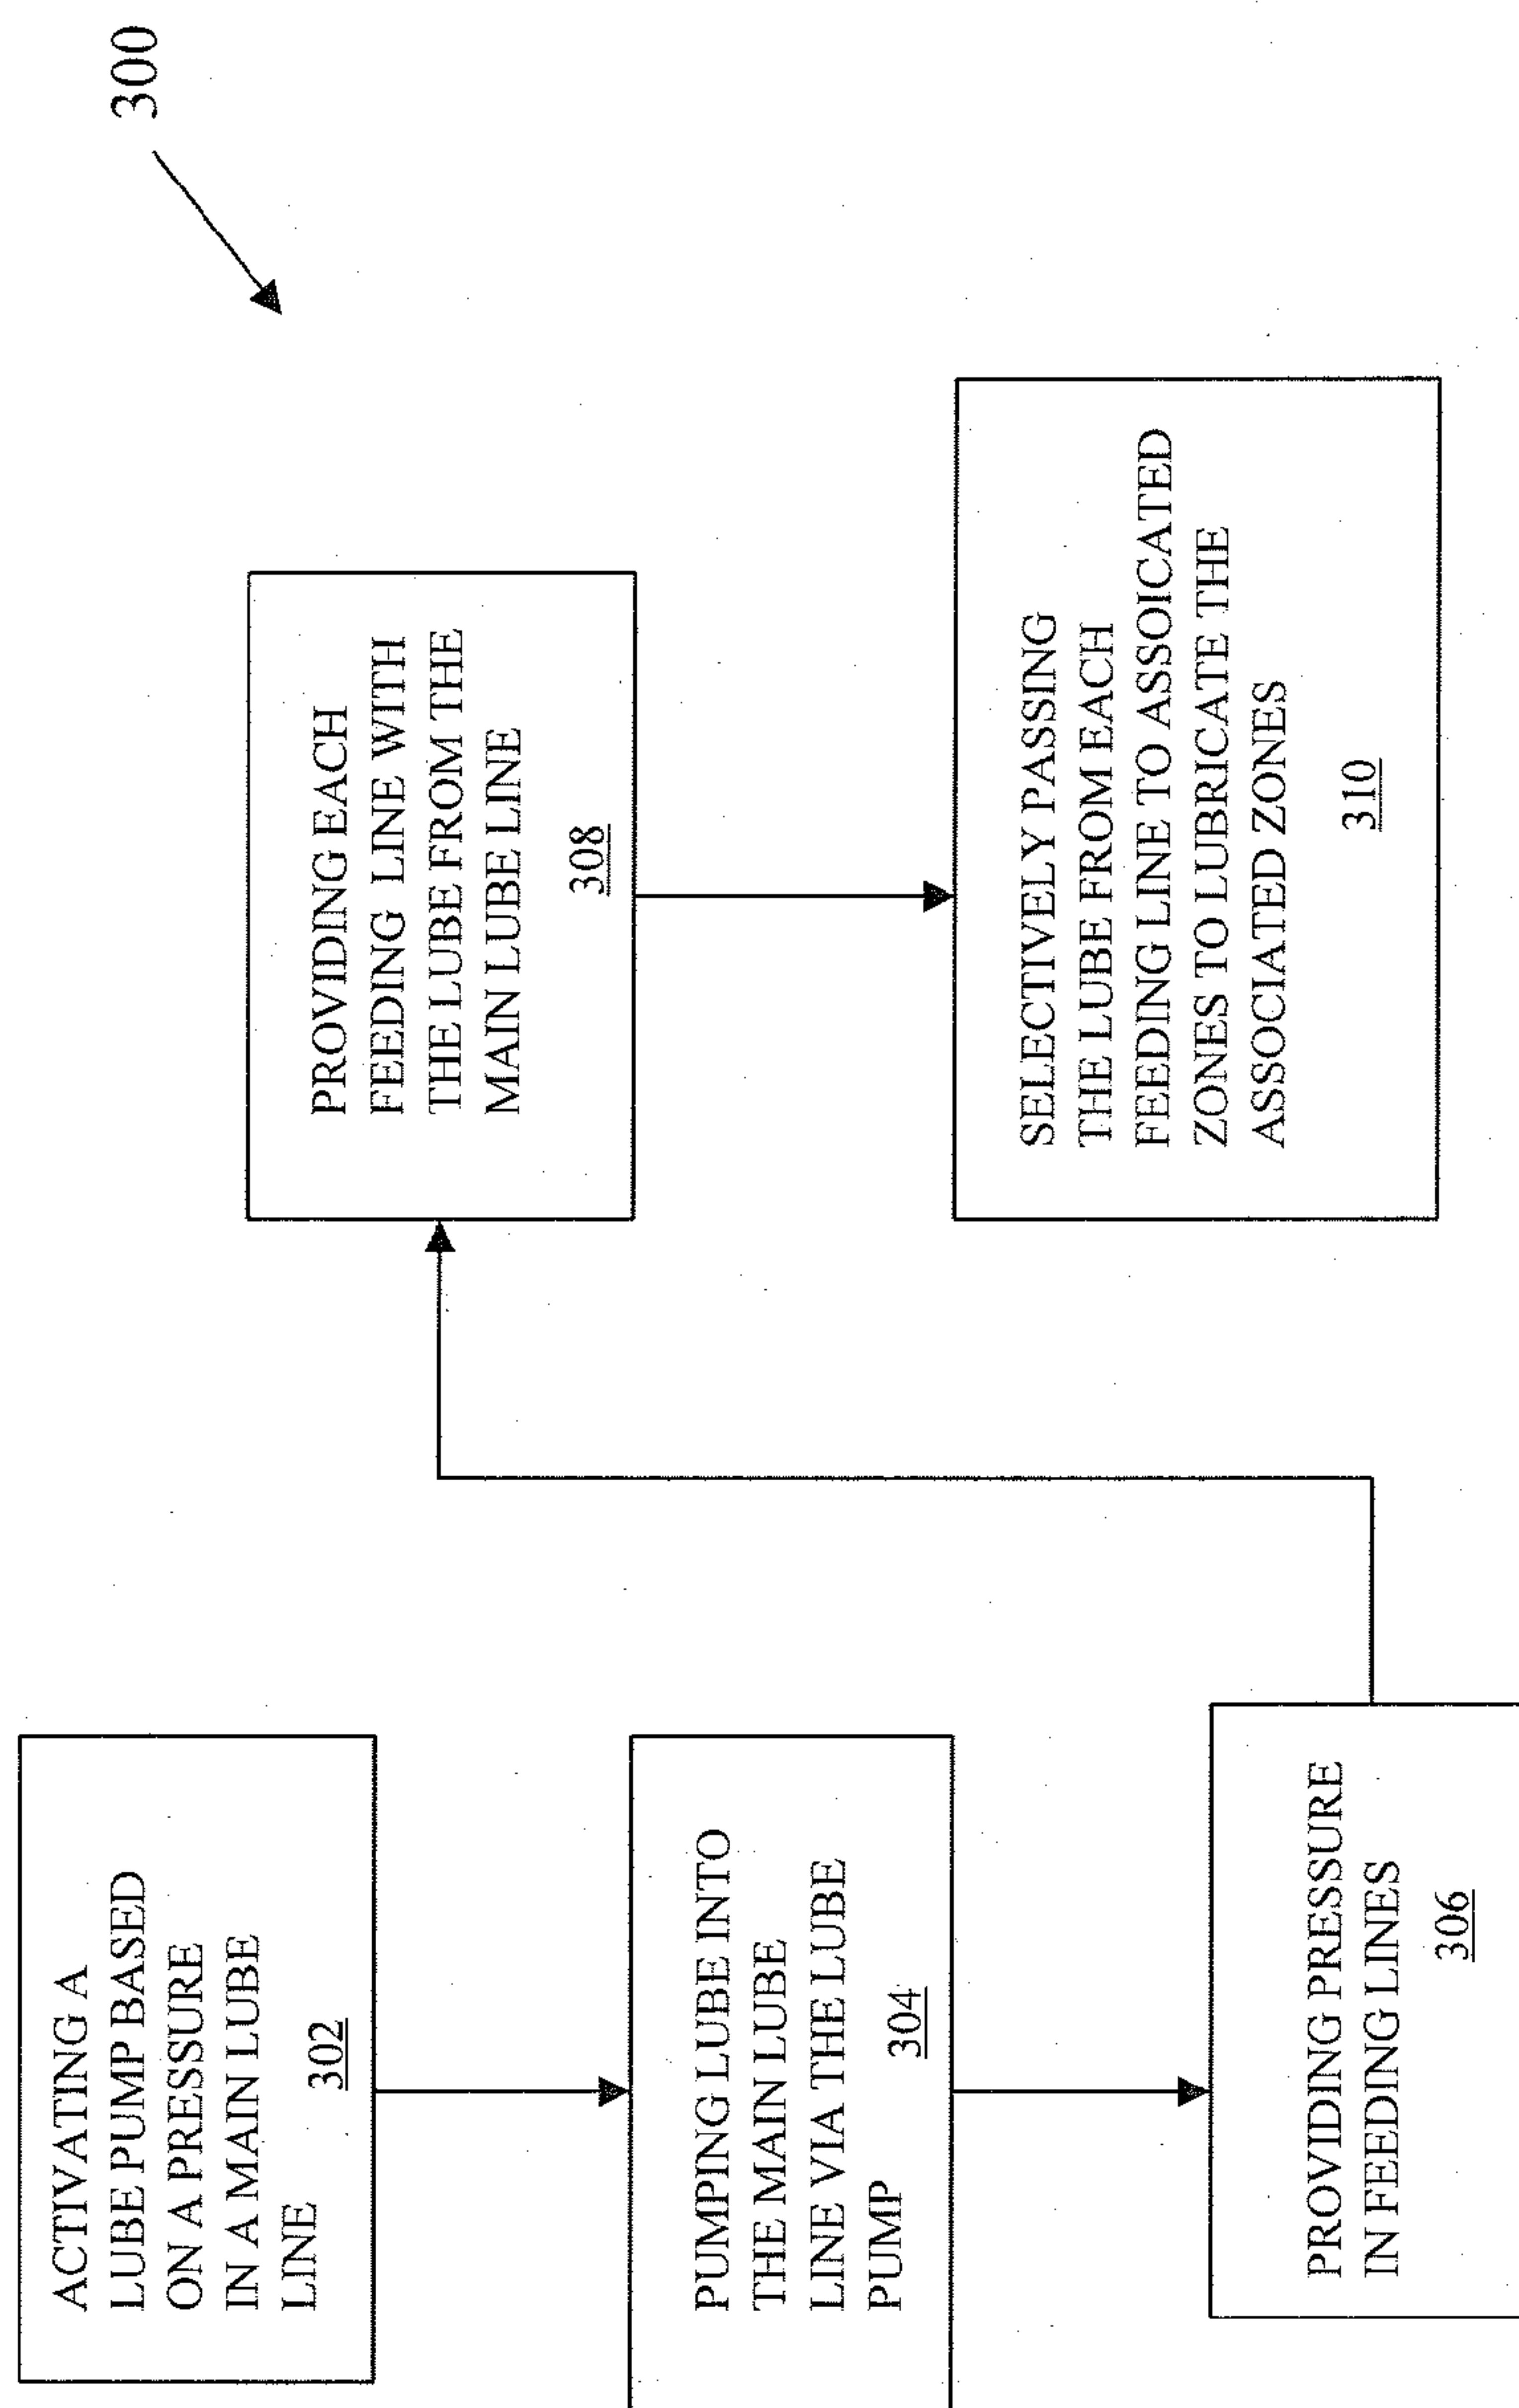 300
ACTIVATING A
LUBE PUMP BASED
ON A PRESSURE
IN A MAIN LUBE
LINE
302
PUMPING LUBE INTO
THE MAIN LUBE
LINE VIA THE LUBE
PUMP
304
PROVIDING PRESSURE
IN FEEDING LINES
306
PROVIDING EACH
FEEDING LINE WITH
THE LUBE FROM THE
MAIN LUBE LINE
308
SELECTIVELY PASSING
THE LUBE FROM EACH
FEEDING LINE TO ASSOICATED
ZONES TO LUBRICATE THE
ASSOCIATED ZONES
310